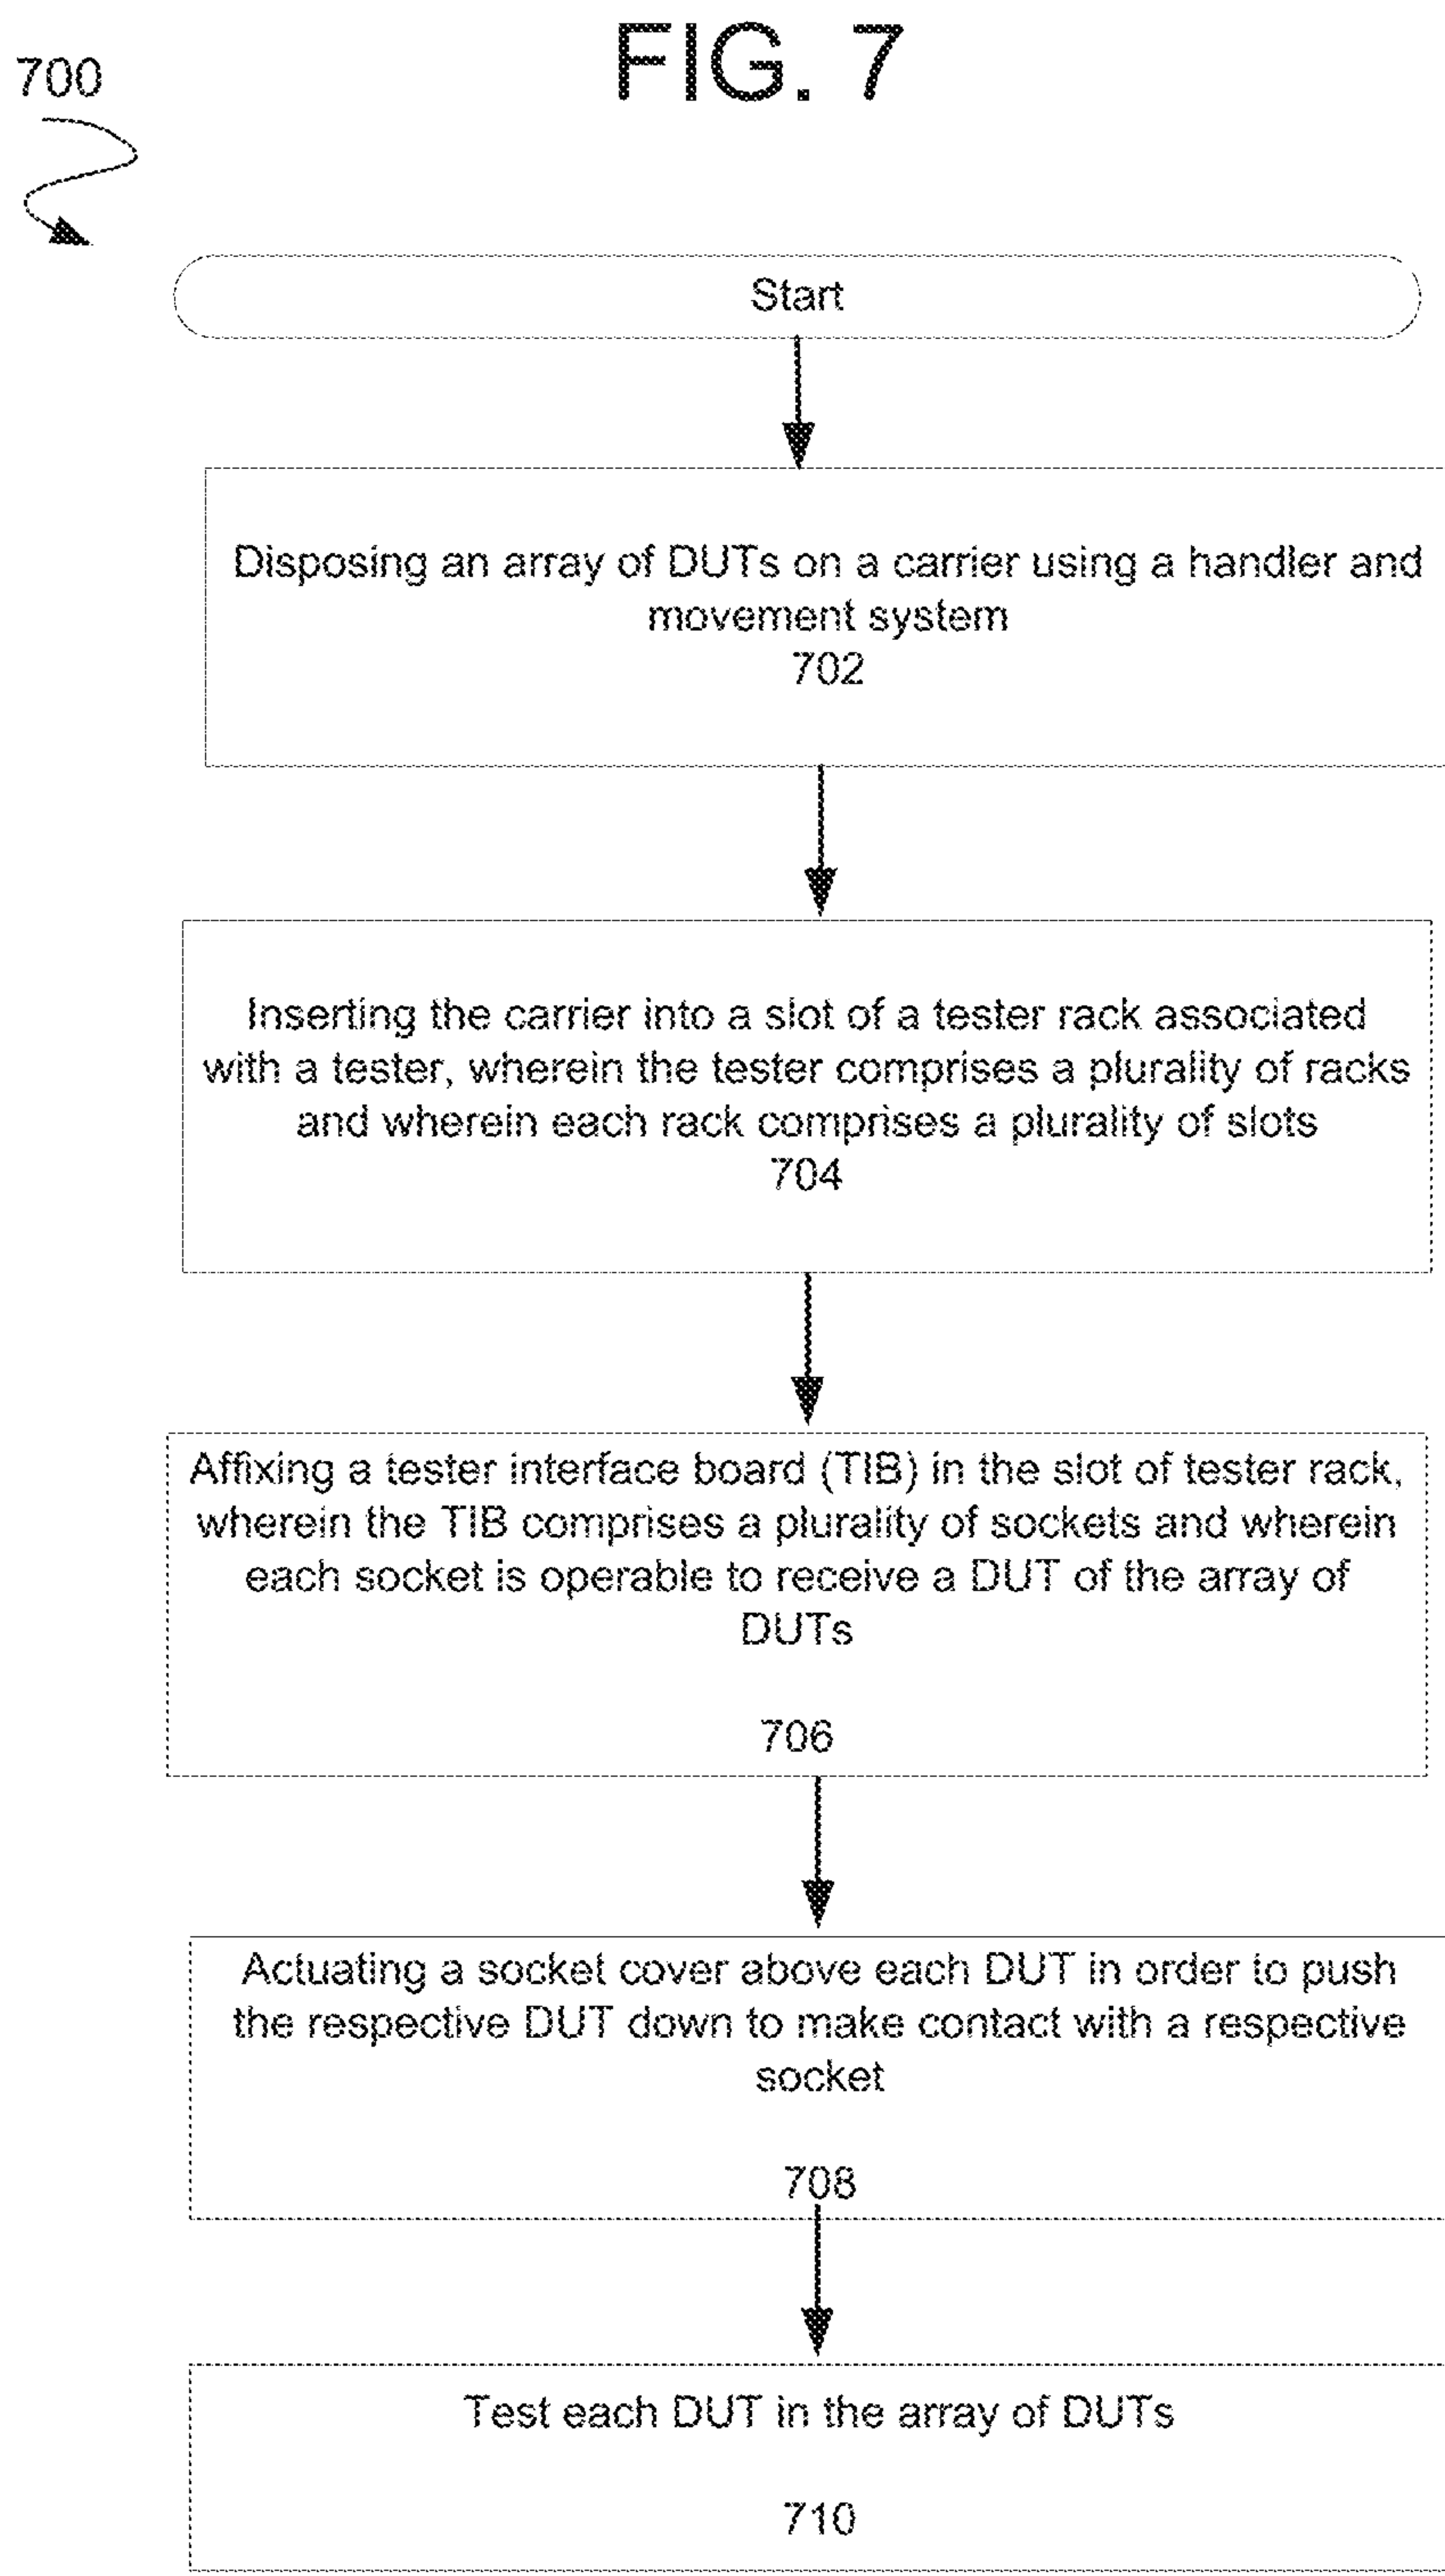 FIG. 7
700
Start
Disposing an array of DUTs on a carrier using a handler and
movement system
702
Inserting the carrier into a slot of a tester rack associated
with a tester, wherein the tester comprises a plurality of racks
and wherein each rack comprises a plurality of slots
704
Affixing a tester interface board (TIB) in the slot of tester rack,
wherein the TIB comprises a plurality of sockets and wherein
each socket is operable to receive a DUT of the array of
DUTs
706
Actuating a socket cover above each DUT in order to push
the respective DUT down to make contact with a respective
socket
708
Test each DUT in the array of DUTs
710